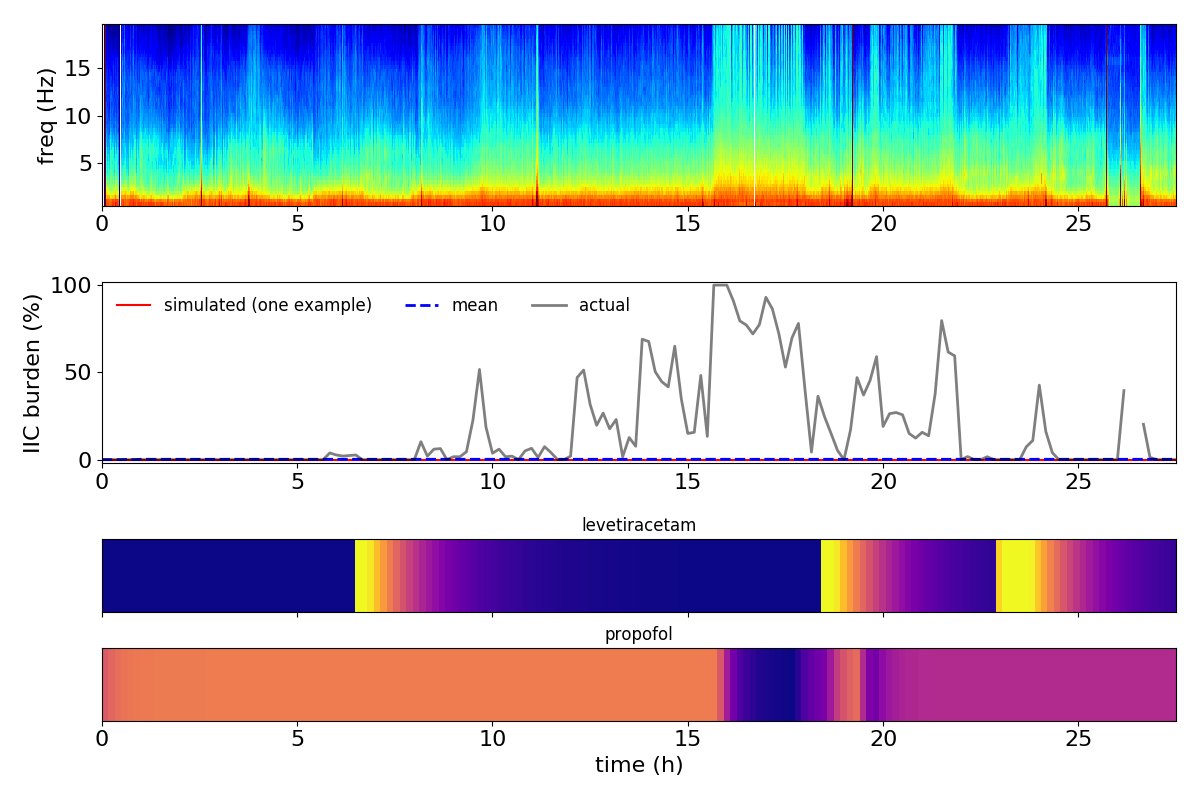 freq (Hz)
15
10
5
0 5 10 15 20 25
IIC burden (%)
100
50
0
simulated (one example) mean actual
0 5 10 15 20 25
levetiracetam
propofol
0 5 10 15 20 25
time (h)